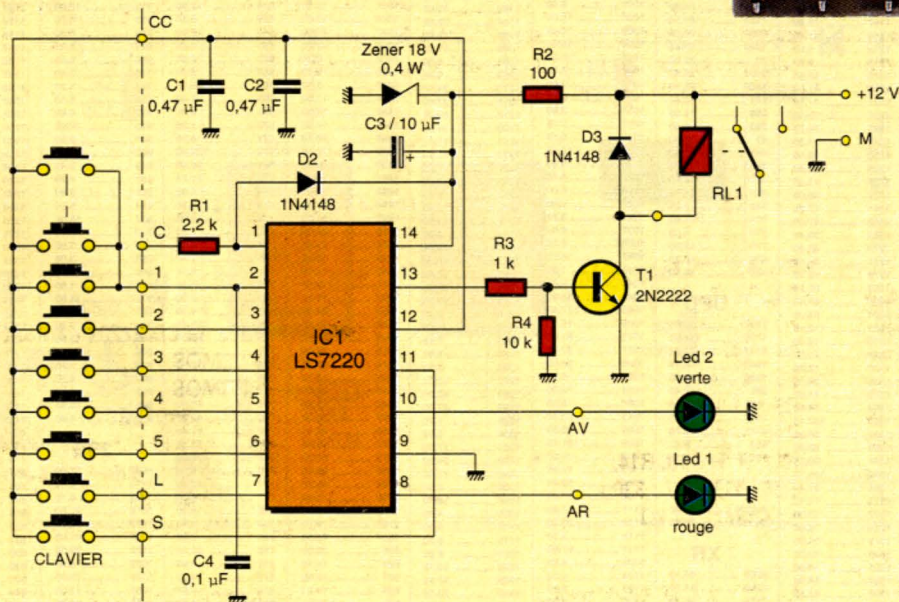 CC
Zener 18 V
0,4 W
R2
100
C1
0,47 µF
C2
0,47 µF
+12 V
C3 / 10 µF
+
D3
1N4148
M
D2
1N4148
RL1
R1
2,2 k
C
1
14
R3
1 k
1
2
13
T1
2N2222
2
3
12
IC1
LS7220
R4
10 k
3
4
11
Led 2
verte
4
5
10
AV
5
6
9
Led 1
L
7
8
AR
rouge
S
CLAVIER
C4
0,1 µF